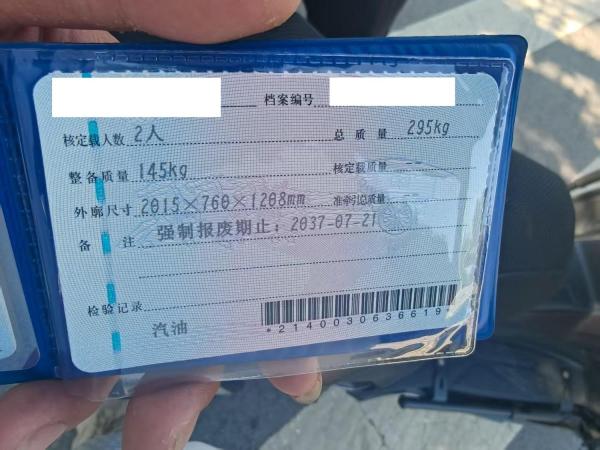 档案编号
核定载人数 2人 总质量 295kg
整备质量 145kg 核定载质量
外廓尺寸 2015×760×1208mm 准牵引总质量
备注 强制报废期止：2037-07-21
检验记录
汽油
*2140030636619*